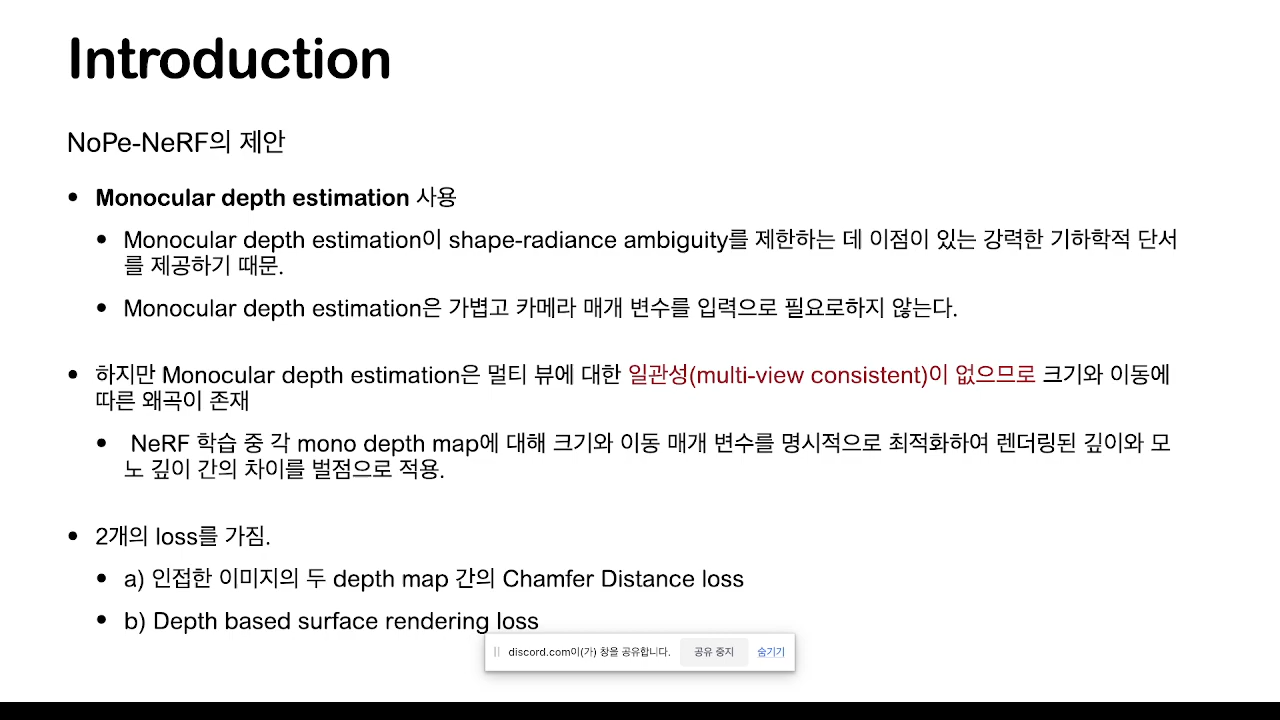 Introduction
NoPe-NeRF의 제안
• Monocular depth estimation 사용
• Monocular depth estimation이 shape-radiance ambiguity를 제한하는 데 이점이 있는 강력한 기하학적 단서
를 제공하기 때문.
• Monocular depth estimation은 가볍고 카메라 매개 변수를 입력으로 필요로하지 않는다.
• 하지만 Monocular depth estimation은 멀티 뷰에 대한 일관성(multi-view consistent)이 없으므로 크기와 이동에
따른 왜곡이 존재
• NeRF 학습 중 각 mono depth map에 대해 크기와 이동 매개 변수를 명시적으로 최적화하여 렌더링된 깊이와 모
노 깊이 간의 차이를 벌점으로 적용.
• 2개의 loss를 가짐.
• a) 인접한 이미지의 두 depth map 간의 Chamfer Distance loss
• b) Depth based surface rendering loss
discord.com이(가) 창을 공유합니다. 공유 중지 숨기기